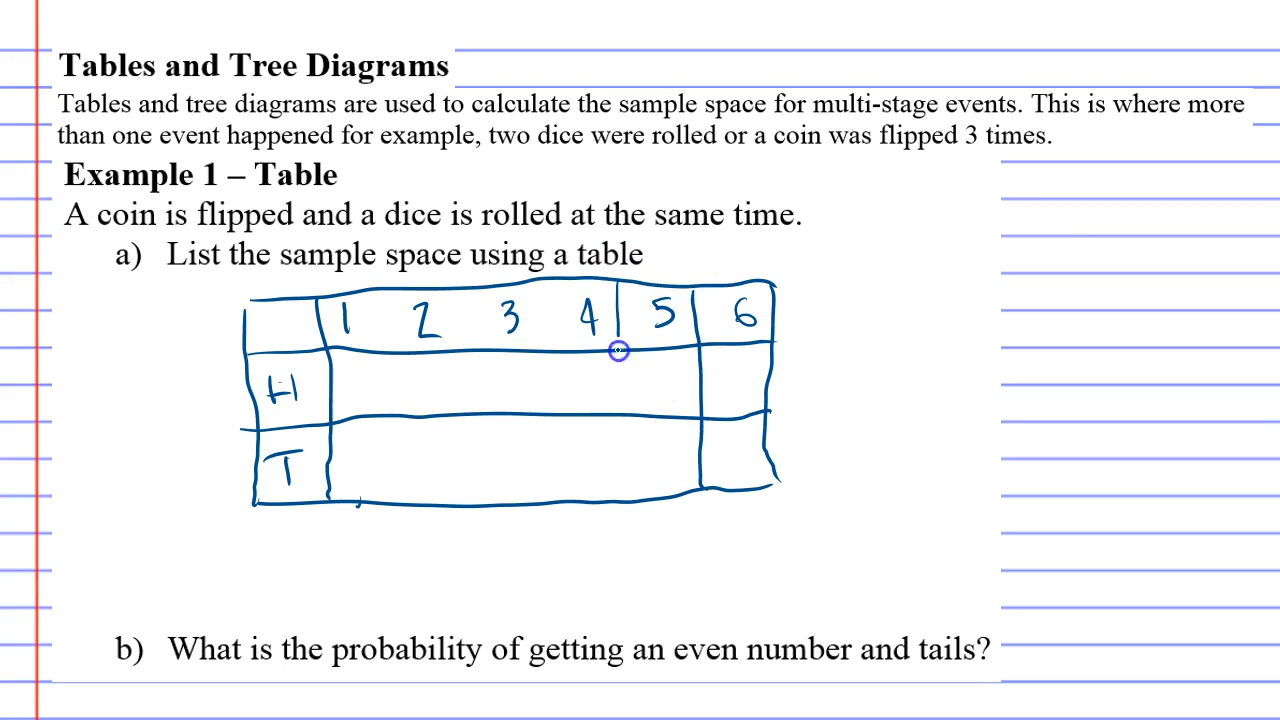 Tables and Tree Diagrams
Tables and tree diagrams are used to calculate the sample space for multi-stage events. This is where more
than one event happened for example, two dice were rolled or a coin was flipped 3 times.
Example 1 – Table
A coin is flipped and a dice is rolled at the same time.
a) List the sample space using a table
1 2 3 4 5 6
H
T
b) What is the probability of getting an even number and tails?